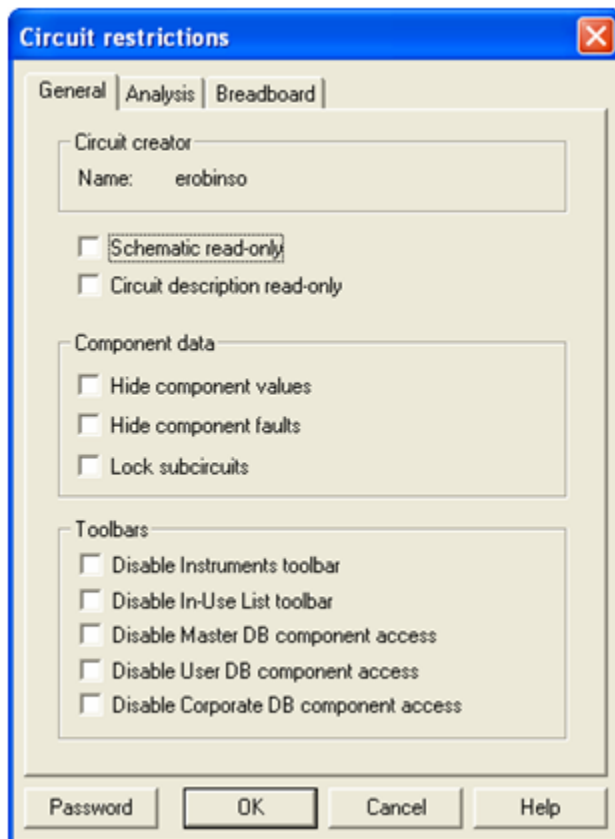 Circuit restrictions
General Analysis Breadboard
Circuit creator
Name: erobinso
Schematic read-only
Circuit description read-only
Component data
Hide component values
Hide component faults
Lock subcircuits
Toolbars
Disable Instruments toolbar
Disable In-Use List toolbar
Disable Master DB component access
Disable User DB component access
Disable Corporate DB component access
Password OK Cancel Help